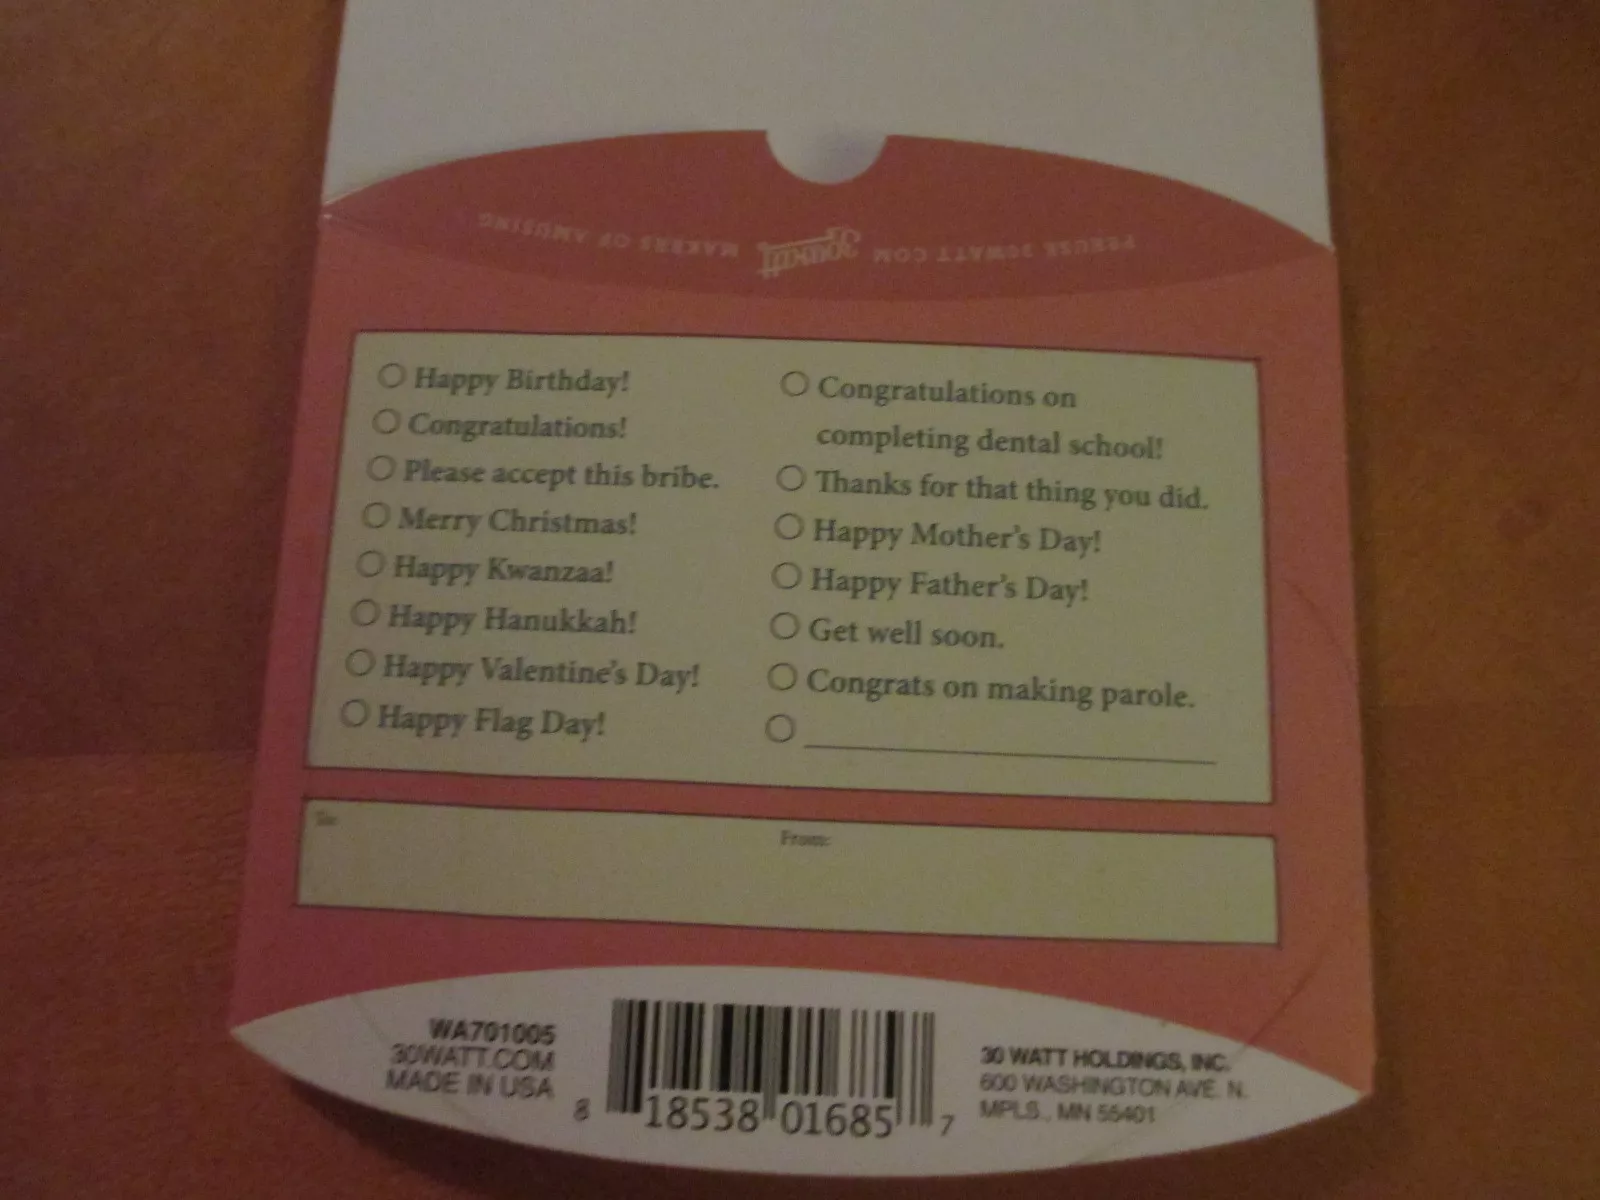 PERUSE 30WATT.COM 30Watt MAKERS OF AMUSING
Happy Birthday!
Congratulations!
Please accept this bribe.
Merry Christmas!
Happy Kwanzaa!
Happy Hanukkah!
Happy Valentine's Day!
Happy Flag Day!
Congratulations on
completing dental school!
Thanks for that thing you did.
Happy Mother's Day!
Happy Father's Day!
Get well soon.
Congrats on making parole.
To:
From:
WA701005
30WATT.COM
MADE IN USA
8 18538 01685 7
30 WATT HOLDINGS, INC.
600 WASHINGTON AVE. N.
MPLS., MN 55401